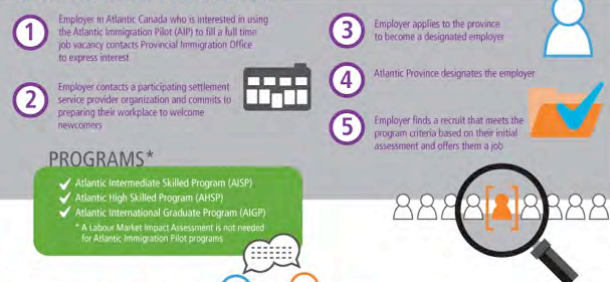 1
Employer in Atlantic Canada who is interested in using
the Atlantic Immigration Pilot (AIP) to fill a full time
job vacancy contacts Provincial Immigration Office
to express interest
2
Employer contacts a participating settlement
service provider organization and commits to
preparing their workplace to welcome
newcomers
3
Employer applies to the province
to become a designated employer
4
Atlantic Province designates the employer
5
Employer finds a recruit that meets the
program criteria based on their initial
assessment and offers them a job
PROGRAMS*
Atlantic Intermediate Skilled Program (AISP)
Atlantic High Skilled Program (AHSP)
Atlantic International Graduate Program (AIGP)
* A Labour Market Impact Assessment is not needed
for Atlantic Immigration Pilot programs